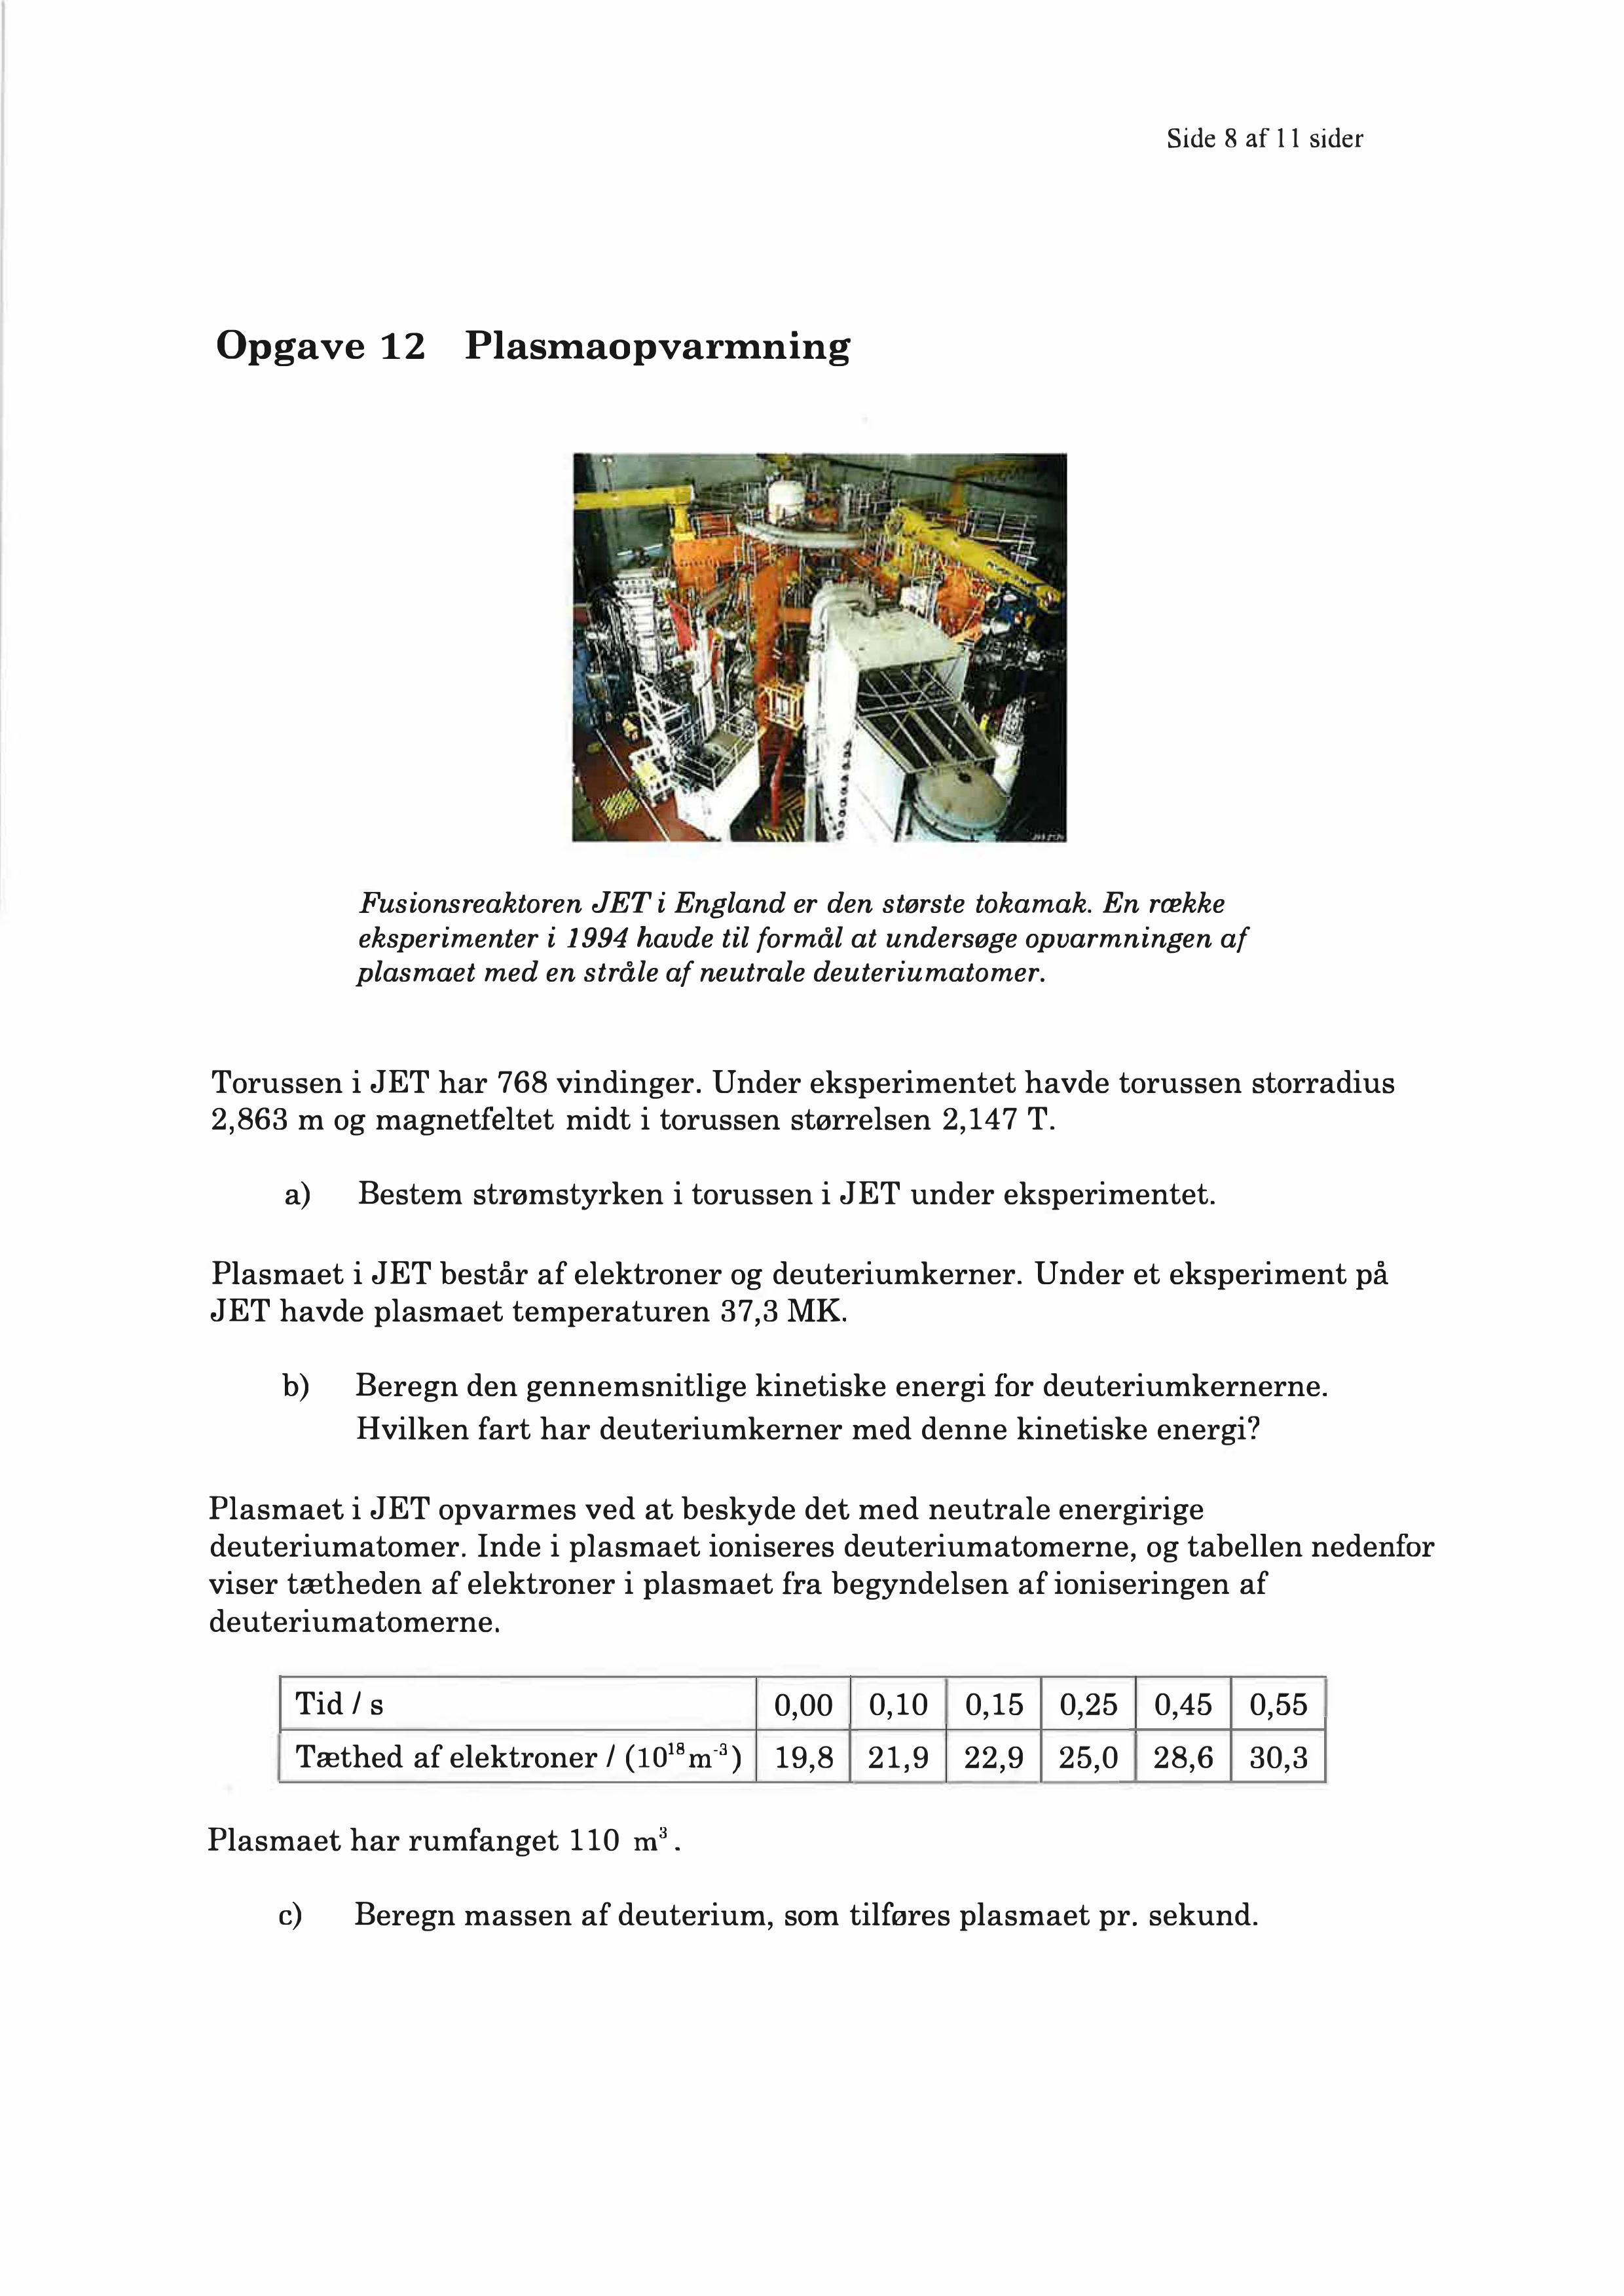 Side 8 af 11 sider
Opgave 12 Plasmaopvarmning
Fusionsreaktoren JET i England er den største tokamak. En række
eksperimenter i 1994 havde til formål at undersøge opvarmningen af
plasmaet med en stråle af neutrale deuteriumatomer.
Torussen i JET har 768 vindinger. Under eksperimentet havde torussen storradius
2,863 m og magnetfeltet midt i torussen størrelsen 2,147 T.
a) Bestem strømstyrken i torussen i JET under eksperimentet.
Plasmaet i JET består af elektroner og deuteriumkerner. Under et eksperiment på
JET havde plasmaet temperaturen 37,3 MK.
b) Beregn den gennemsnitlige kinetiske energi for deuteriumkernerne.
Hvilken fart har deuteriumkerner med denne kinetiske energi?
Plasmaet i JET opvarmes ved at beskyde det med neutrale energirige
deuteriumatomer. Inde i plasmaet ioniseres deuteriumatomerne, og tabellen nedenfor
viser tætheden af elektroner i plasmaet fra begyndelsen af ioniseringen af
deuteriumatomerne.
Tid / s 0,00 0,10 0,15 0,25 0,45 0,55
Tæthed af elektroner / (10¹⁸ m⁻³) 19,8 21,9 22,9 25,0 28,6 30,3
Plasmaet har rumfanget 110 m³.
c) Beregn massen af deuterium, som tilføres plasmaet pr. sekund.